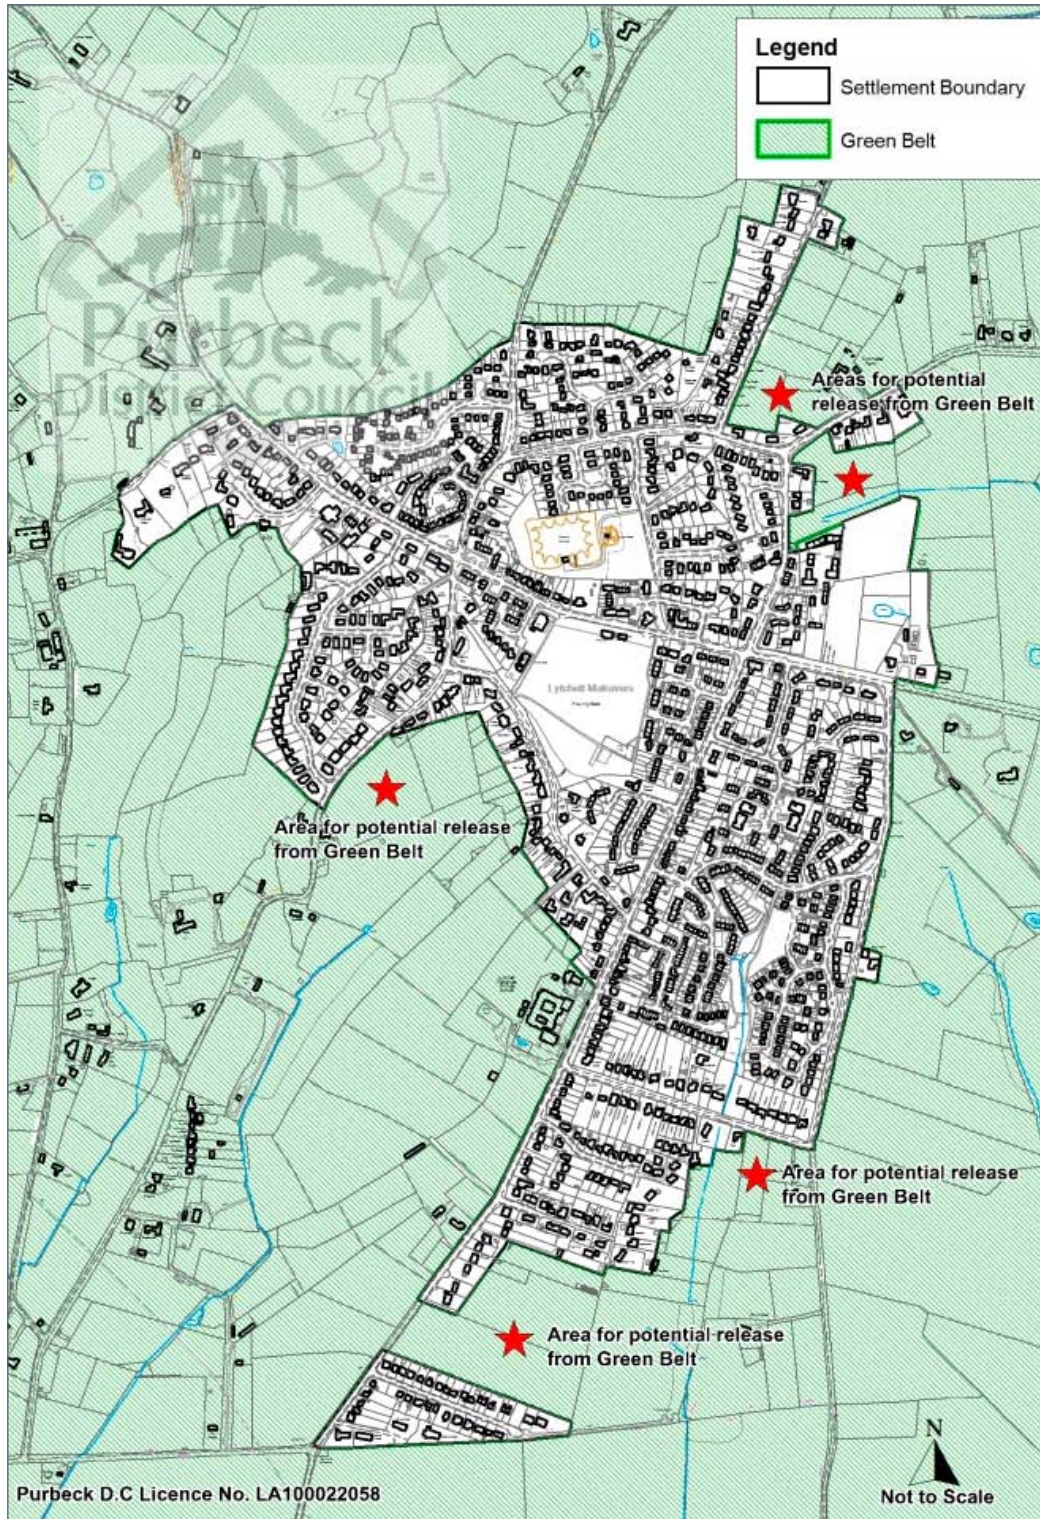 Legend
Settlement Boundary
Green Belt
Purbeck
District Council
Areas for potential
release from Green Belt
Lytchett Matravers
Area for potential release
from Green Belt
Area for potential release
from Green Belt
Area for potential release
from Green Belt
N
Not to Scale
Purbeck D.C Licence No. LA100022058